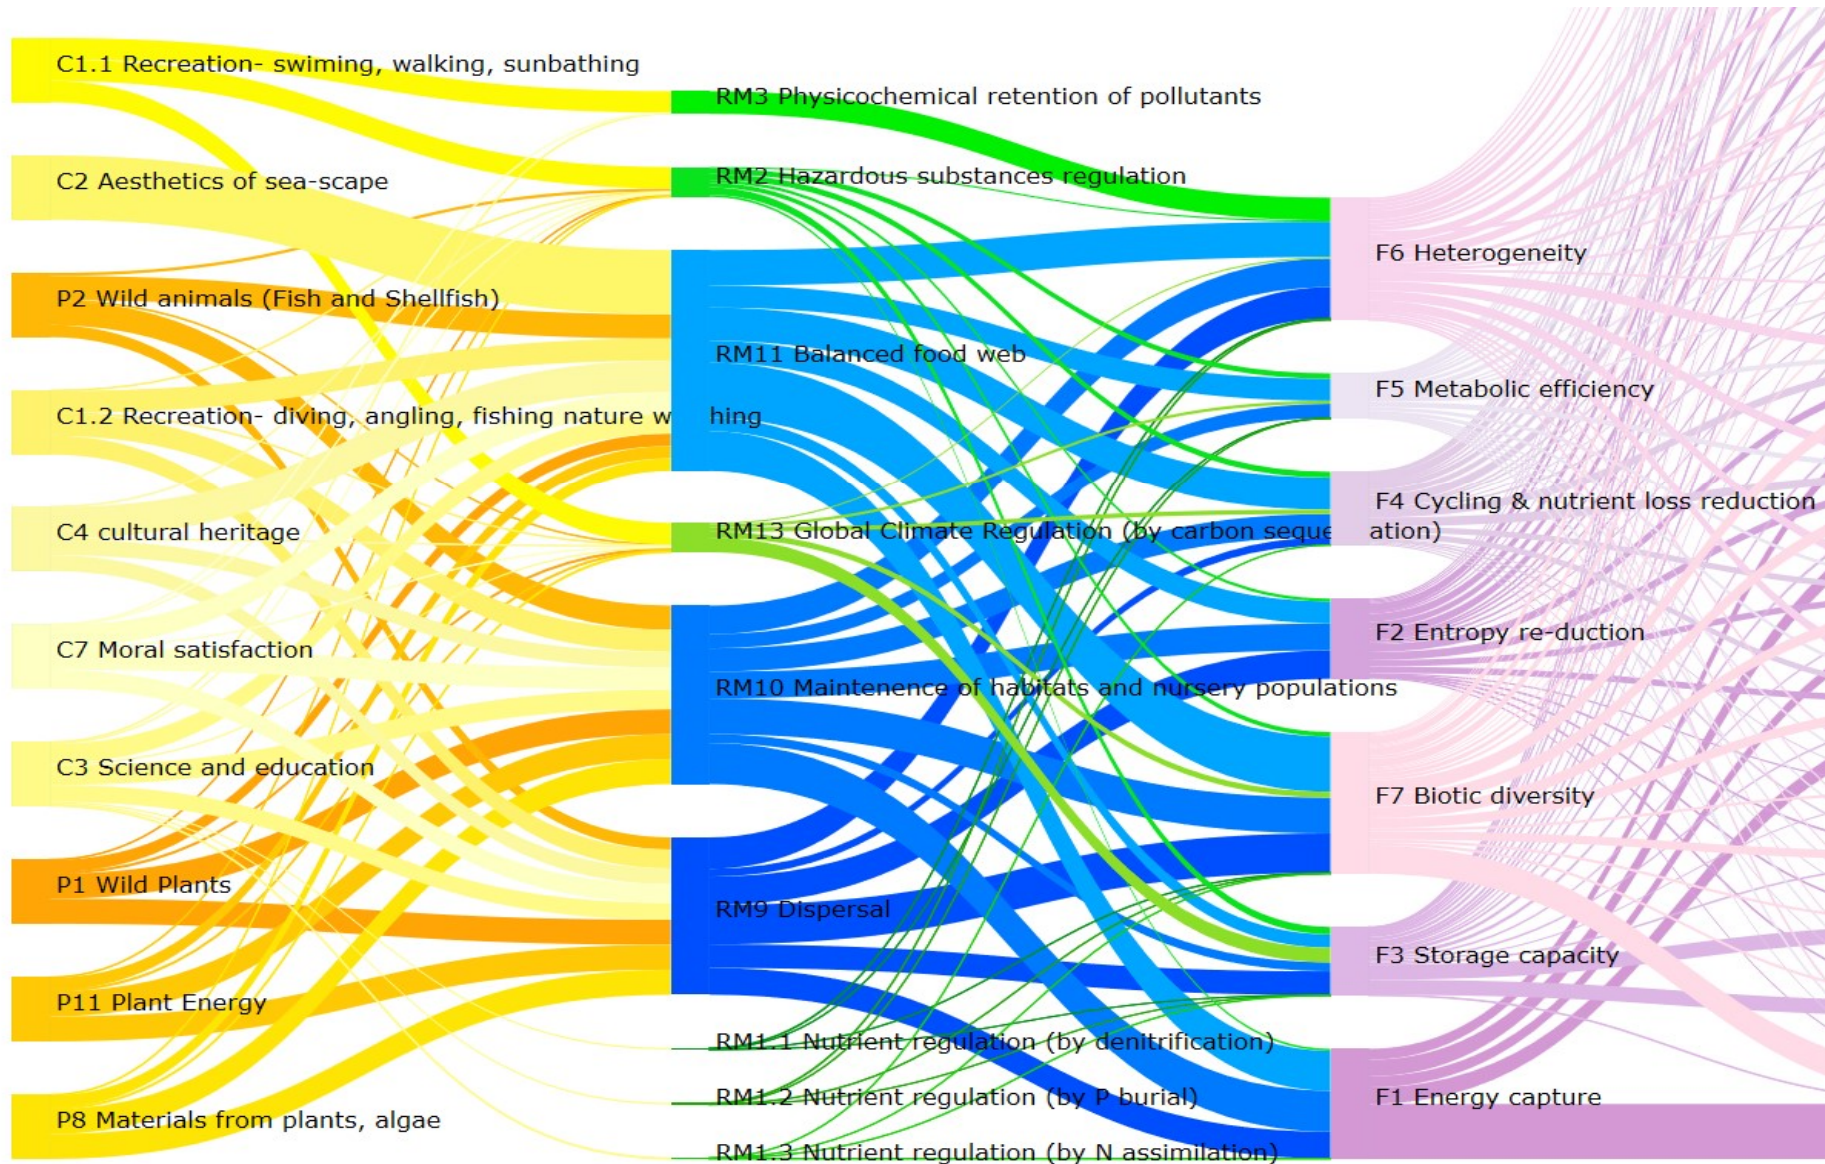 C1.1 Recreation- swiming, walking, sunbathing
C2 Aesthetics of sea-scape
P2 Wild animals (Fish and Shellfish)
C1.2 Recreation- diving, angling, fishing nature w hing
C4 cultural heritage
C7 Moral satisfaction
C3 Science and education
P1 Wild Plants
P11 Plant Energy
P8 Materials from plants, algae
RM3 Physicochemical retention of pollutants
RM2 Hazardous substances regulation
RM11 Balanced food web
RM13 Global Climate Regulation (by carbon seque ation)
RM10 Maintenence of habitats and nursery populations
RM9 Dispersal
RM1.1 Nutrient regulation (by denitrification)
RM1.2 Nutrient regulation (by P burial)
RM1.3 Nutrient regulation (by N assimilation)
F6 Heterogeneity
F5 Metabolic efficiency
F4 Cycling & nutrient loss reduction
F2 Entropy re-duction
F7 Biotic diversity
F3 Storage capacity
F1 Energy capture